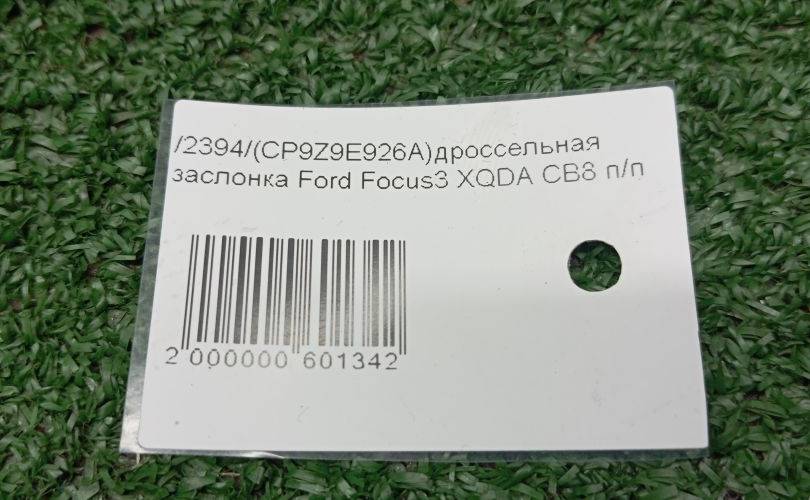 /2394/(CP9Z9E926A)дроссельная
заслонка Ford Focus3 XQDA CB8 п/п
2 000000 601342